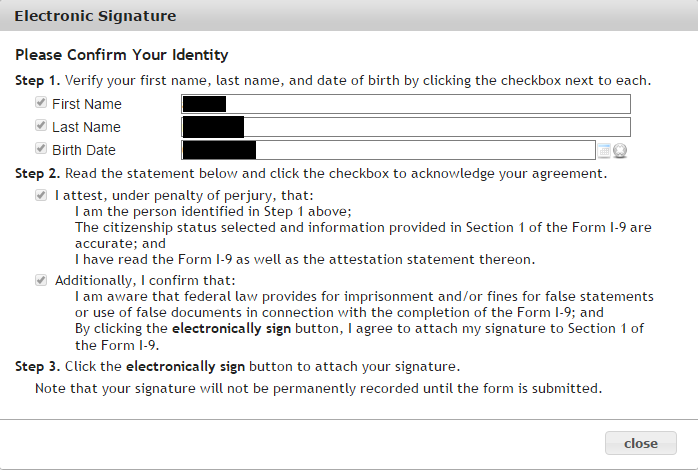 Electronic Signature
Please Confirm Your Identity
Step 1. Verify your first name, last name, and date of birth by clicking the checkbox next to each.
First Name
Last Name
Birth Date
Step 2. Read the statement below and click the checkbox to acknowledge your agreement.
I attest, under penalty of perjury, that:
I am the person identified in Step 1 above;
The citizenship status selected and information provided in Section 1 of the Form I-9 are
accurate; and
I have read the Form I-9 as well as the attestation statement thereon.
Additionally, I confirm that:
I am aware that federal law provides for imprisonment and/or fines for false statements
or use of false documents in connection with the completion of the Form I-9; and
By clicking the electronically sign button, I agree to attach my signature to Section 1 of
the Form I-9.
Step 3. Click the electronically sign button to attach your signature.
Note that your signature will not be permanently recorded until the form is submitted.
close